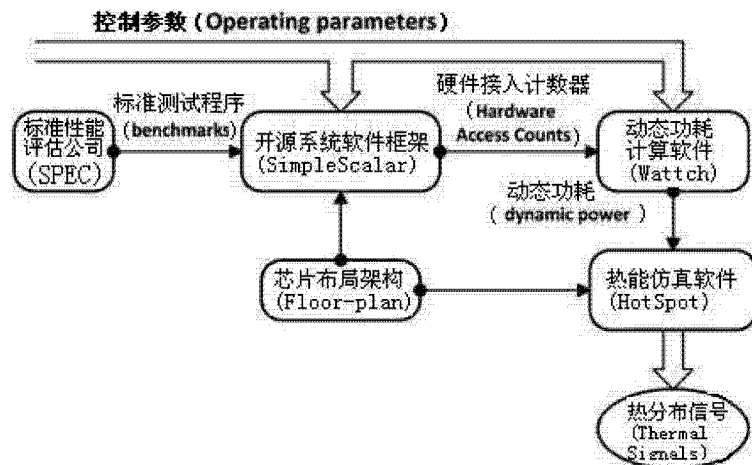 控制参数（Operating parameters）
标准测试程序
（benchmarks）
硬件接入计数器
（Hardware
Access Counts）
标准性能
评估公司
(SPEC)
开源系统软件框架
(SimpleScalar)
动态功耗
计算软件
(Wattch)
动态功耗
（dynamic power）
芯片布局架构
(Floor-plan)
热能仿真软件
(HotSpot)
热分布信号
(Thermal
Signals)